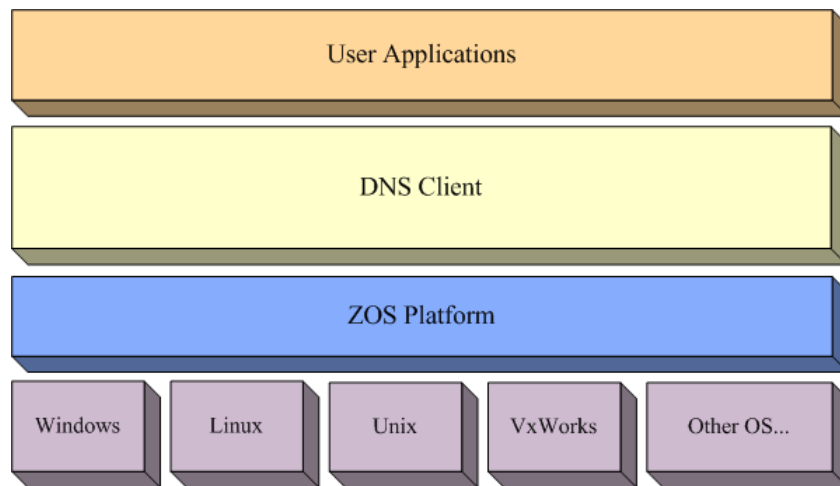 User Applications
DNS Client
ZOS Platform
Windows
Linux
Unix
VxWorks
Other OS...